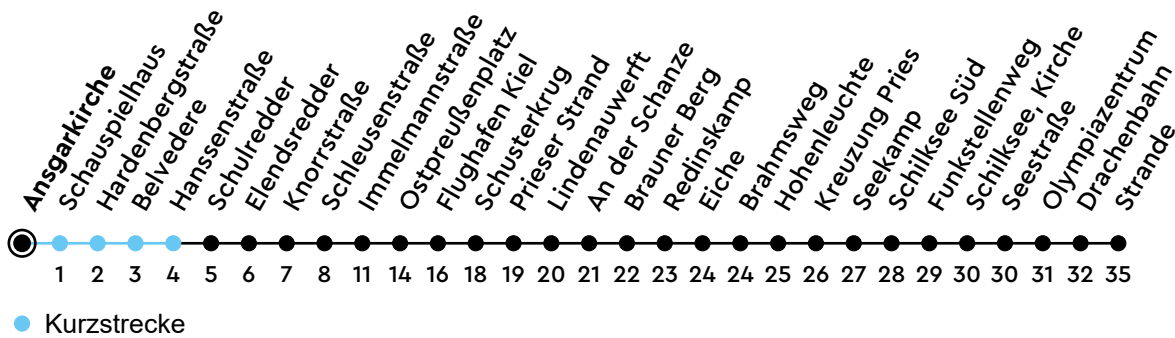 Ansgarkirche
Schauspielhaus
Hardenbergstraße
Belvedere
Hanssenstraße
Schulredder
Elendsredder
Knorrstraße
Schleusenstraße
Immelmannstraße
Ostpreußenplatz
Flughafen Kiel
Schusterkrug
Prieser Strand
Lindenauwerft
An der Schanze
Brauner Berg
Redinskamp
Eiche
Brahmsweg
Hohenleuchte
Kreuzung Pries
Seekamp
Schilksee Süd
Funkstellenweg
Schilksee, Kirche
Seestraße
Olympiazentrum
Drachenbahn
Strande
1 2 3 4 5 6 7 8 11 14 16 18 19 20 21 22 23 24 24 25 26 27 28 29 30 30 31 32 35
Kurzstrecke